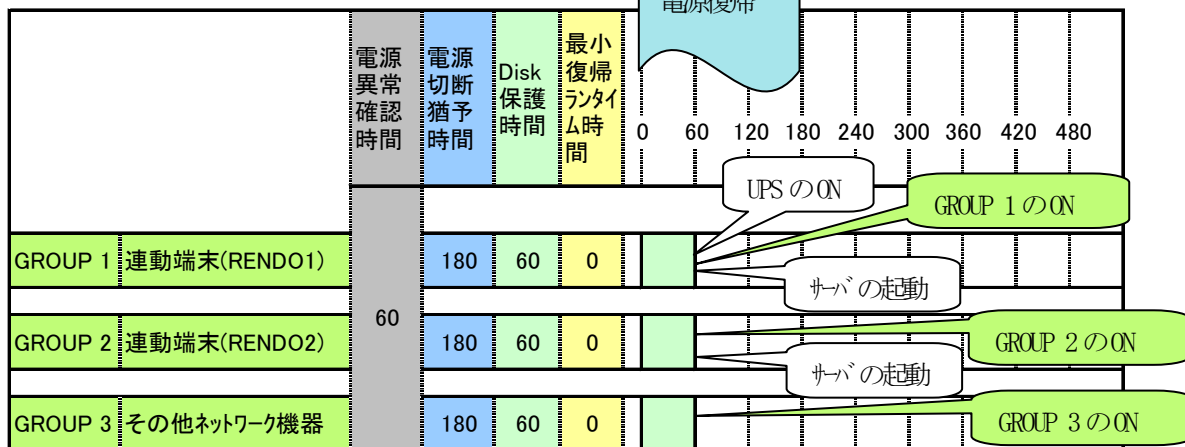 電源復帰
電源
異常
確認
時間
電源
切断
猶予
時間
Disk
保護
時間
最小
復帰
ランタイ
ム時
間
0 60 120 180 240 300 360 420 480
UPS のON
GROUP 1 のON
GROUP 1 連動端末(RENDO1) 180 60 0
サーバの起動
60
GROUP 2 連動端末(RENDO2) 180 60 0
GROUP 2 のON
サーバの起動
GROUP 3 その他ネットワーク機器 180 60 0
GROUP 3 のON